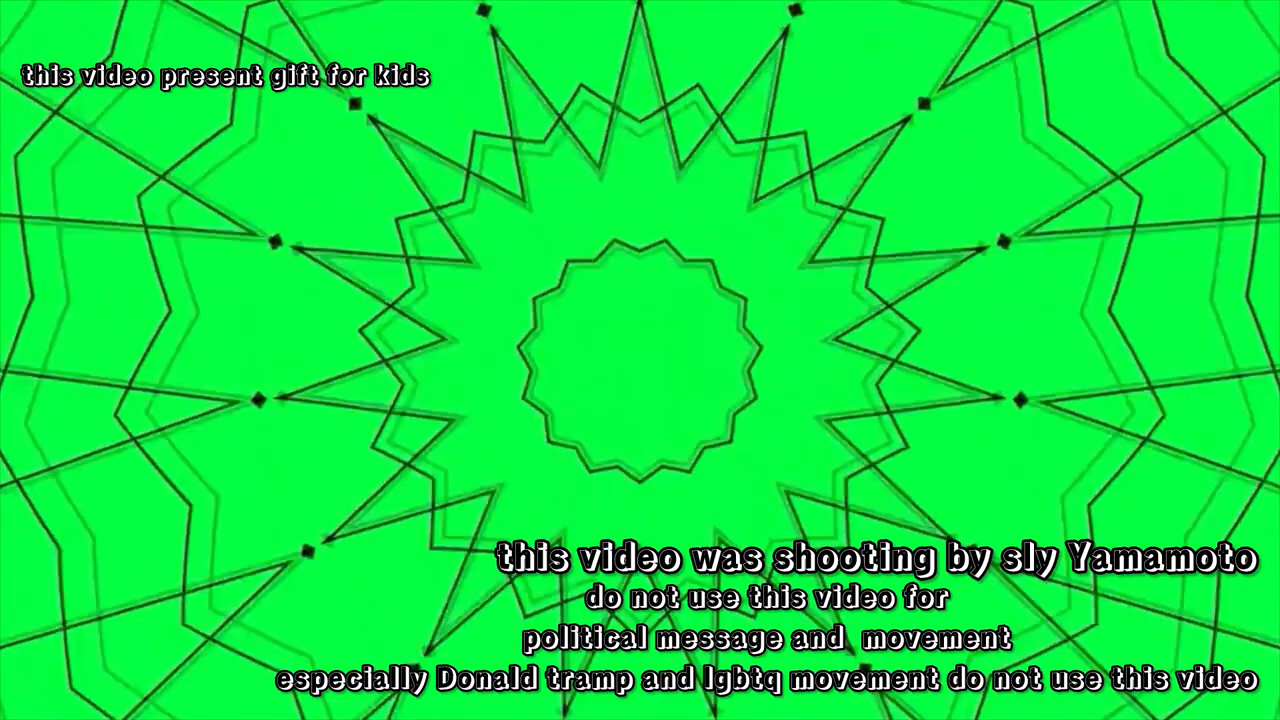 this video present gift for kids
this video was shooting by sly Yamamoto
do not use this video for
political message and movement
especially Donald tramp and lgbtq movement do not use this video